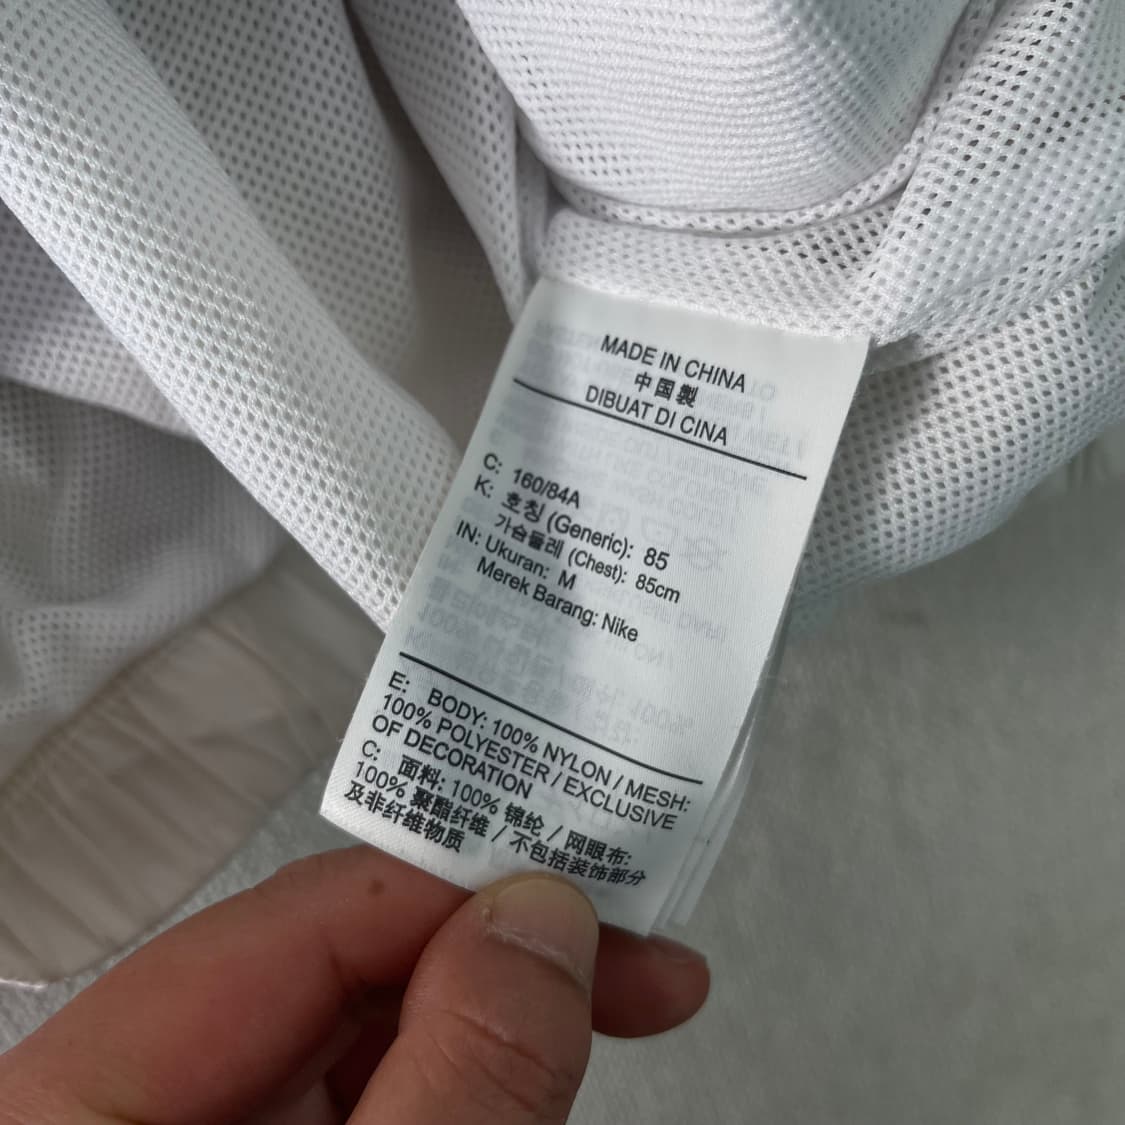 MADE IN CHINA
中国製
DIBUAT DI CINA
C: 160/84A
K: 호칭 (Generic): 85
가슴둘레 (Chest): 85cm
IN: Ukuran: M
Merek Barang: Nike
E: BODY: 100% NYLON / MESH:
100% POLYESTER / EXCLUSIVE
OF DECORATION
C: 面料: 100% 锦纶 / 网眼布:
100% 聚酯纤维 / 不包括装饰部分
及非纤维物质